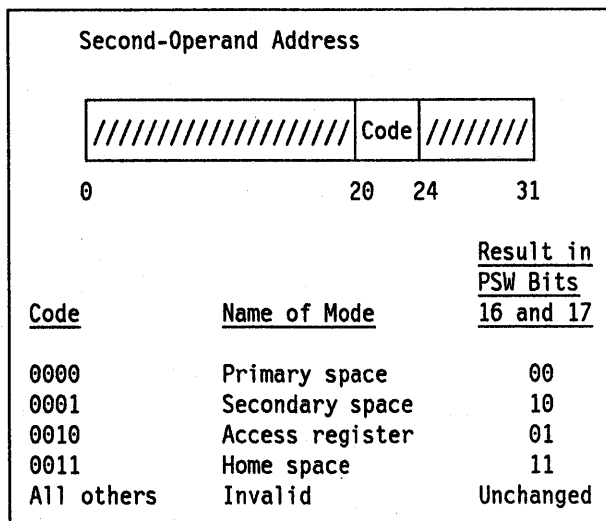 Second-Operand Address
////////////////////Code////////
0 20 24 31
Result in
PSW Bits
Code Name of Mode 16 and 17
0000 Primary space 00
0001 Secondary space 10
0010 Access register 01
0011 Home space 11
All others Invalid Unchanged